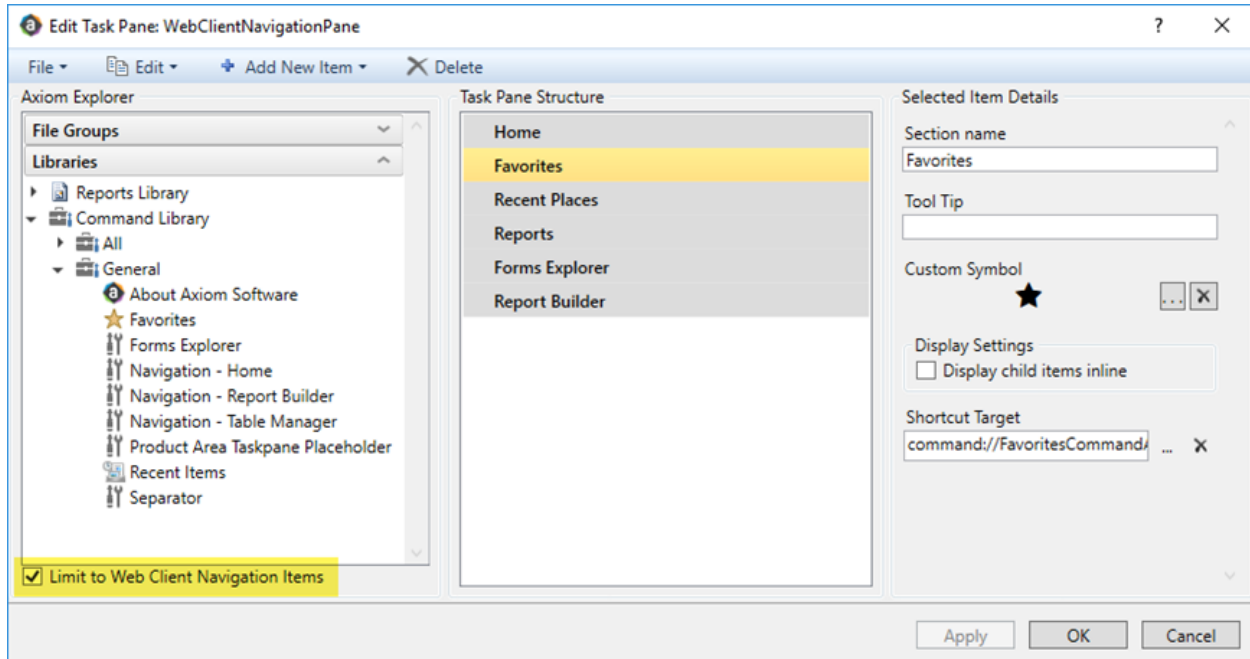 Edit Task Pane: WebClientNavigationPane
?
File
Edit
Add New Item
Delete
Axiom Explorer
File Groups
Libraries
Reports Library
Command Library
All
General
About Axiom Software
Favorites
Forms Explorer
Navigation - Home
Navigation - Report Builder
Navigation - Table Manager
Product Area Taskpane Placeholder
Recent Items
Separator
Limit to Web Client Navigation Items
Task Pane Structure
Home
Favorites
Recent Places
Reports
Forms Explorer
Report Builder
Selected Item Details
Section name
Favorites
Tool Tip
Custom Symbol
...
Display Settings
Display child items inline
Shortcut Target
command://FavoritesCommandA
...
Apply
OK
Cancel